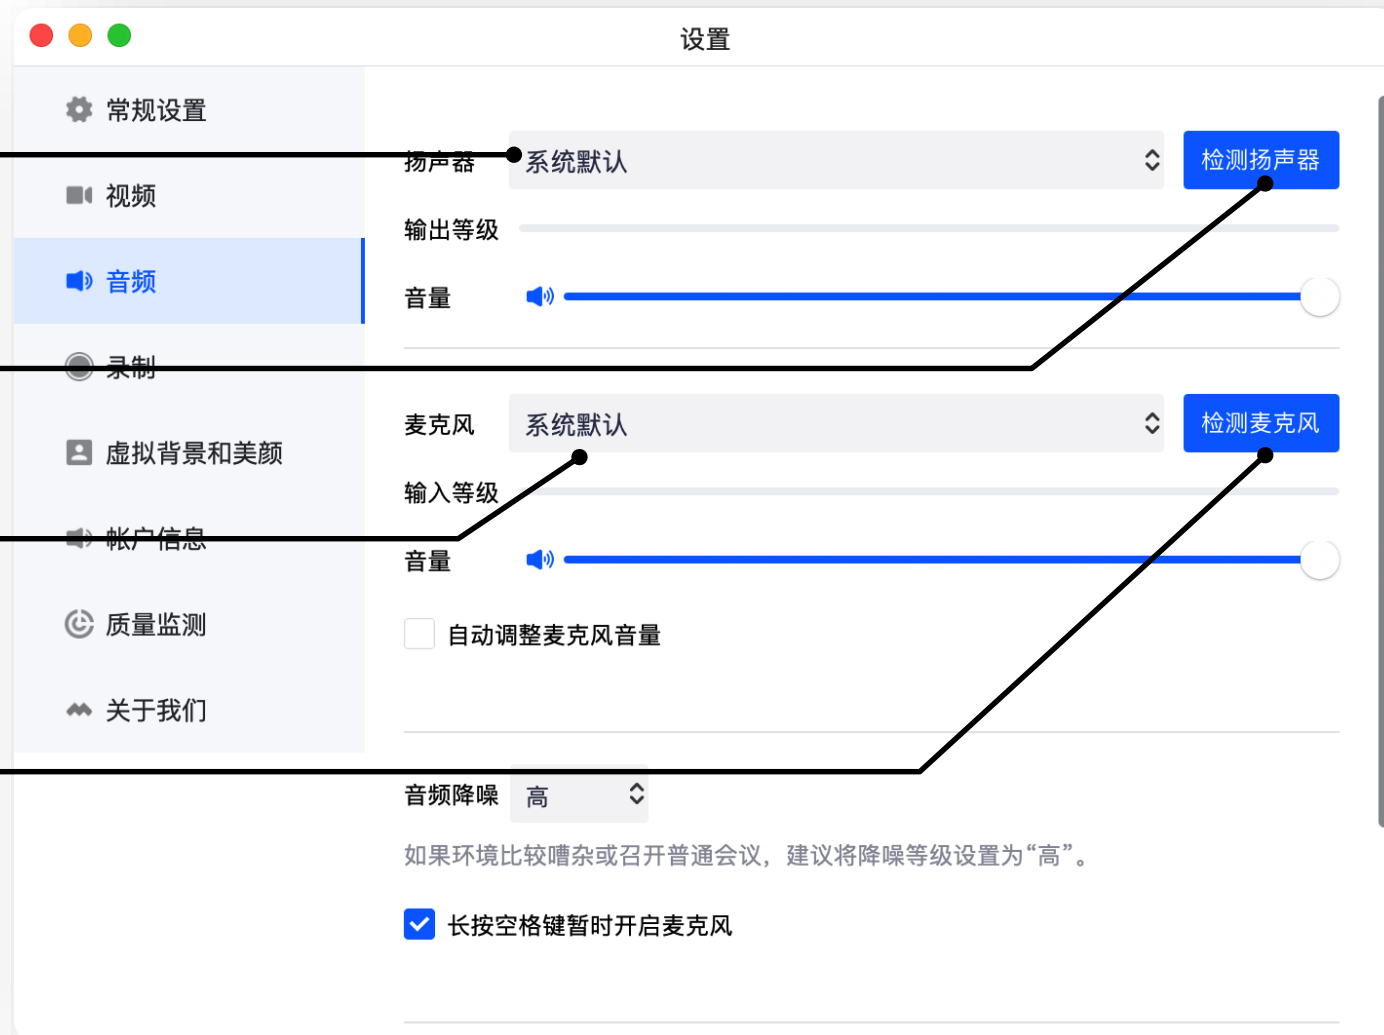 设置
常规设置
视频
音频
录制
虚拟背景和美颜
帐户信息
质量监测
关于我们
扬声器
系统默认
检测扬声器
输出等级
音量
麦克风
系统默认
检测麦克风
输入等级
音量
自动调整麦克风音量
音频降噪
高
如果环境比较嘈杂或召开普通会议，建议将降噪等级设置为“高”。
长按空格键暂时开启麦克风